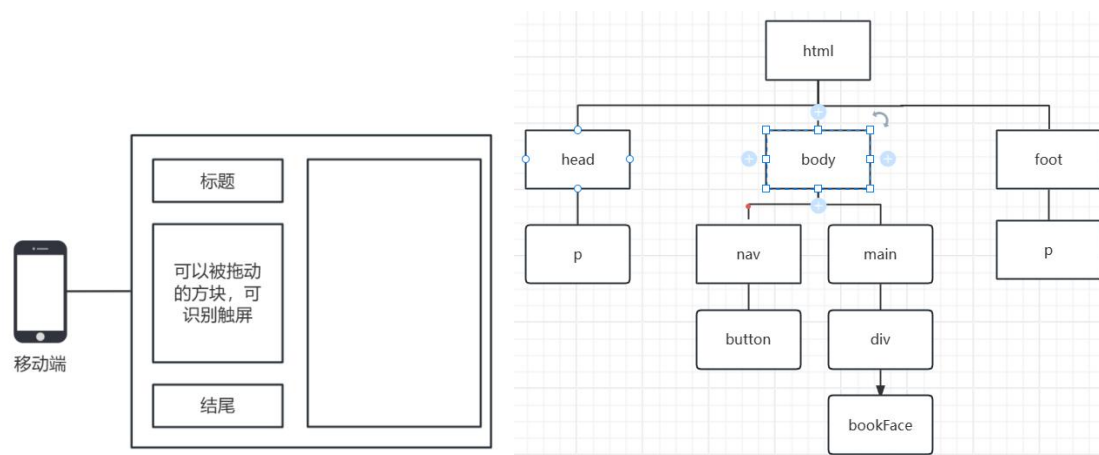 标题
可以被拖动
的方块，可
识别触屏
结尾
移动端
html
head
body
foot
p
nav
main
p
button
div
bookFace